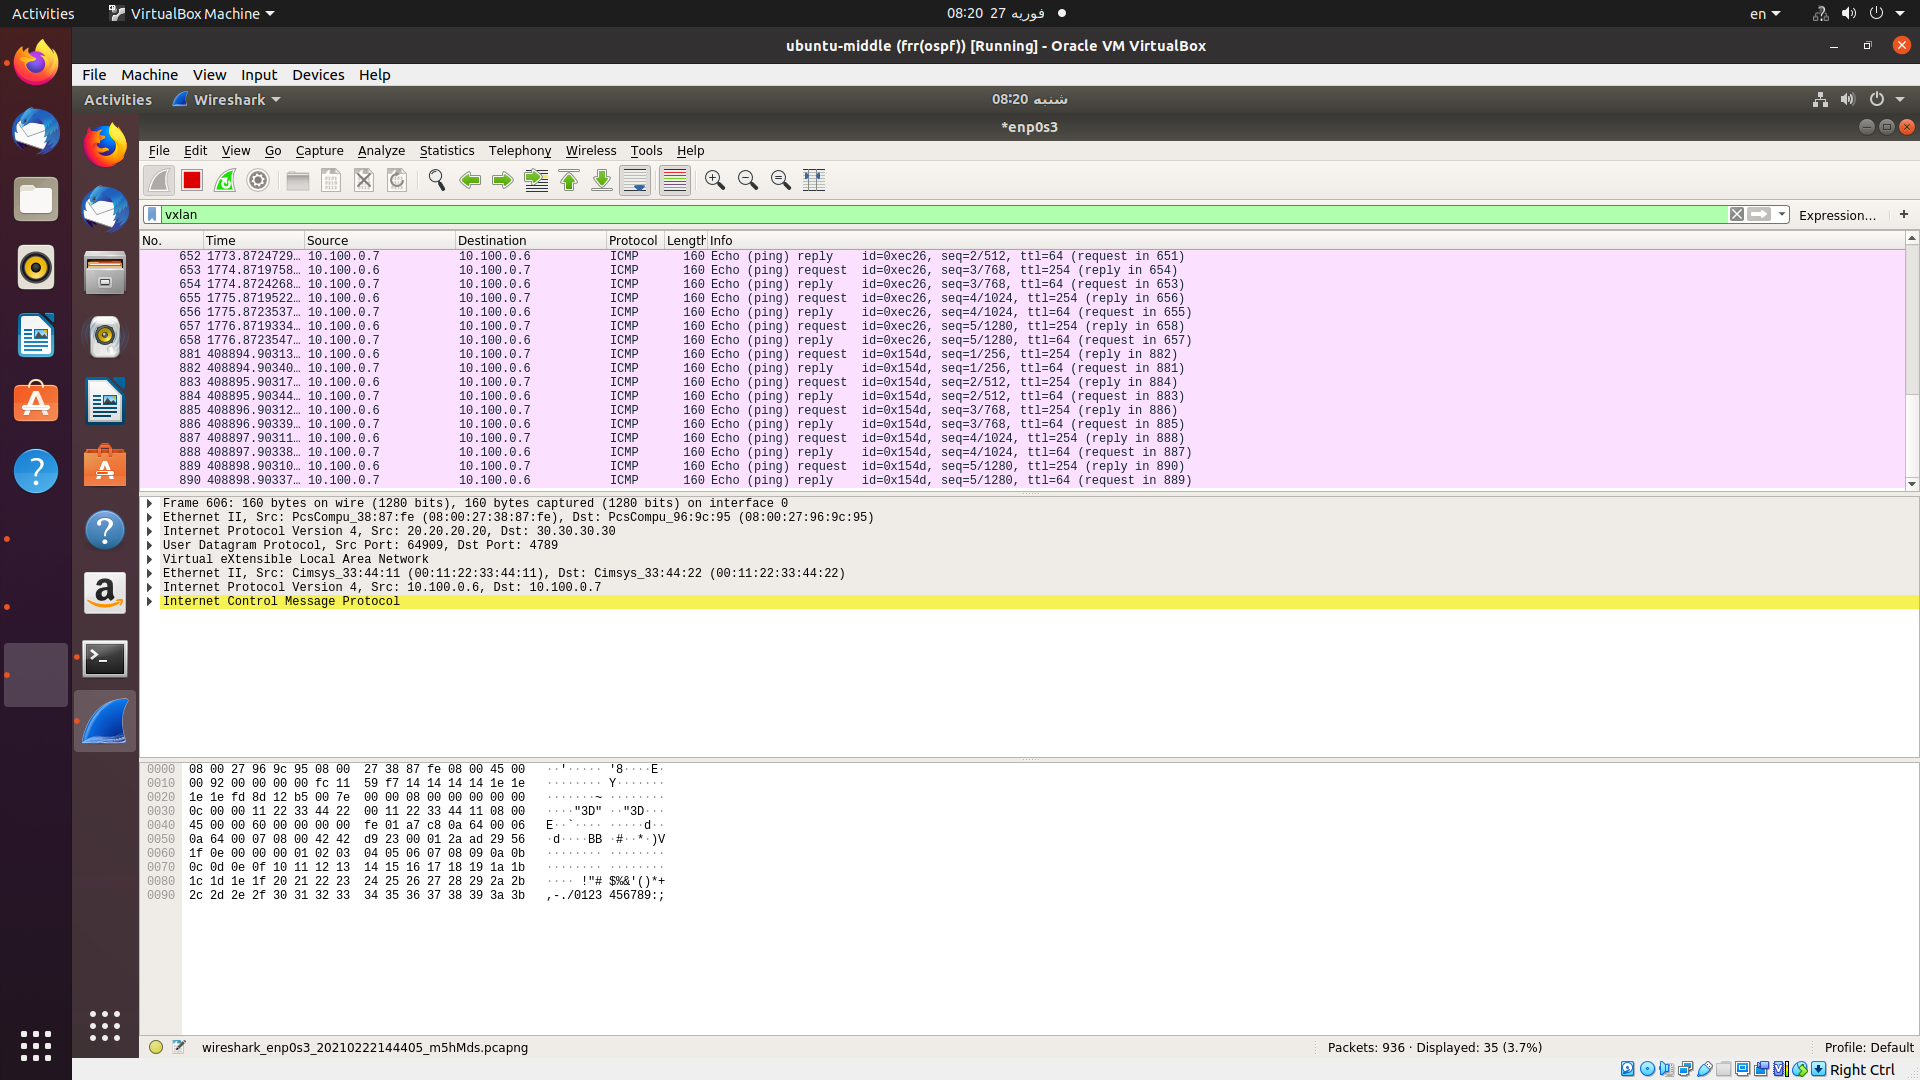 Activities VirtualBox Machine 08:20 27 فوریه en
ubuntu-middle (frr(ospf)) [Running] - Oracle VM VirtualBox
File Machine View Input Devices Help
Activities Wireshark 08:20 شنبه
*enp0s3
File Edit View Go Capture Analyze Statistics Telephony Wireless Tools Help
vxlan Expression… +
No. Time Source Destination Protocol Length Info
652 1773.8724729… 10.100.0.7 10.100.0.6 ICMP 160 Echo (ping) reply id=0xec26, seq=2/512, ttl=64 (request in 651)
653 1774.8719758… 10.100.0.6 10.100.0.7 ICMP 160 Echo (ping) request id=0xec26, seq=3/768, ttl=254 (reply in 654)
654 1774.8724268… 10.100.0.7 10.100.0.6 ICMP 160 Echo (ping) reply id=0xec26, seq=3/768, ttl=64 (request in 653)
655 1775.8719522… 10.100.0.6 10.100.0.7 ICMP 160 Echo (ping) request id=0xec26, seq=4/1024, ttl=254 (reply in 656)
656 1775.8723537… 10.100.0.7 10.100.0.6 ICMP 160 Echo (ping) reply id=0xec26, seq=4/1024, ttl=64 (request in 655)
657 1776.8719334… 10.100.0.6 10.100.0.7 ICMP 160 Echo (ping) request id=0xec26, seq=5/1280, ttl=254 (reply in 658)
658 1776.8723547… 10.100.0.7 10.100.0.6 ICMP 160 Echo (ping) reply id=0xec26, seq=5/1280, ttl=64 (request in 657)
881 408894.90313… 10.100.0.6 10.100.0.7 ICMP 160 Echo (ping) request id=0x154d, seq=1/256, ttl=254 (reply in 882)
882 408894.90340… 10.100.0.7 10.100.0.6 ICMP 160 Echo (ping) reply id=0x154d, seq=1/256, ttl=64 (request in 881)
883 408895.90317… 10.100.0.6 10.100.0.7 ICMP 160 Echo (ping) request id=0x154d, seq=2/512, ttl=254 (reply in 884)
884 408895.90344… 10.100.0.7 10.100.0.6 ICMP 160 Echo (ping) reply id=0x154d, seq=2/512, ttl=64 (request in 883)
885 408896.90312… 10.100.0.6 10.100.0.7 ICMP 160 Echo (ping) request id=0x154d, seq=3/768, ttl=254 (reply in 886)
886 408896.90339… 10.100.0.7 10.100.0.6 ICMP 160 Echo (ping) reply id=0x154d, seq=3/768, ttl=64 (request in 885)
887 408897.90311… 10.100.0.6 10.100.0.7 ICMP 160 Echo (ping) request id=0x154d, seq=4/1024, ttl=254 (reply in 888)
888 408897.90338… 10.100.0.7 10.100.0.6 ICMP 160 Echo (ping) reply id=0x154d, seq=4/1024, ttl=64 (request in 887)
889 408898.90310… 10.100.0.6 10.100.0.7 ICMP 160 Echo (ping) request id=0x154d, seq=5/1280, ttl=254 (reply in 890)
890 408898.90337… 10.100.0.7 10.100.0.6 ICMP 160 Echo (ping) reply id=0x154d, seq=5/1280, ttl=64 (request in 889)
Frame 606: 160 bytes on wire (1280 bits), 160 bytes captured (1280 bits) on interface 0
Ethernet II, Src: PcsCompu_38:87:fe (08:00:27:38:87:fe), Dst: PcsCompu_96:9c:95 (08:00:27:96:9c:95)
Internet Protocol Version 4, Src: 20.20.20.20, Dst: 30.30.30.30
User Datagram Protocol, Src Port: 64909, Dst Port: 4789
Virtual eXtensible Local Area Network
Ethernet II, Src: Cimsys_33:44:11 (00:11:22:33:44:11), Dst: Cimsys_33:44:22 (00:11:22:33:44:22)
Internet Protocol Version 4, Src: 10.100.0.6, Dst: 10.100.0.7
Internet Control Message Protocol
0000 08 00 27 96 9c 95 08 00 27 38 87 fe 08 00 45 00 ··'····· '8····E·
0010 00 92 00 00 00 00 fc 11 59 f7 14 14 14 14 1e 1e ········ Y·······
0020 1e 1e fd 8d 12 b5 00 7e 00 00 08 00 00 00 00 00 ·······~ ········
0030 0c 00 00 11 22 33 44 22 00 11 22 33 44 11 08 00 ····"3D" ··"3D···
0040 45 00 00 60 00 00 00 00 fe 01 a7 c8 0a 64 00 06 E··`···· ·····d··
0050 0a 64 00 07 08 00 42 42 d9 23 00 01 2a ad 29 56 ·d····BB ·#··*·)V
0060 1f 0e 00 00 00 01 02 03 04 05 06 07 08 09 0a 0b ········ ········
0070 0c 0d 0e 0f 10 11 12 13 14 15 16 17 18 19 1a 1b ········ ········
0080 1c 1d 1e 1f 20 21 22 23 24 25 26 27 28 29 2a 2b ···· !"# $%&'()*+
0090 2c 2d 2e 2f 30 31 32 33 34 35 36 37 38 39 3a 3b ,-./0123 456789:;
wireshark_enp0s3_20210222144405_m5hMds.pcapng Packets: 936 · Displayed: 35 (3.7%) Profile: Default
Right Ctrl